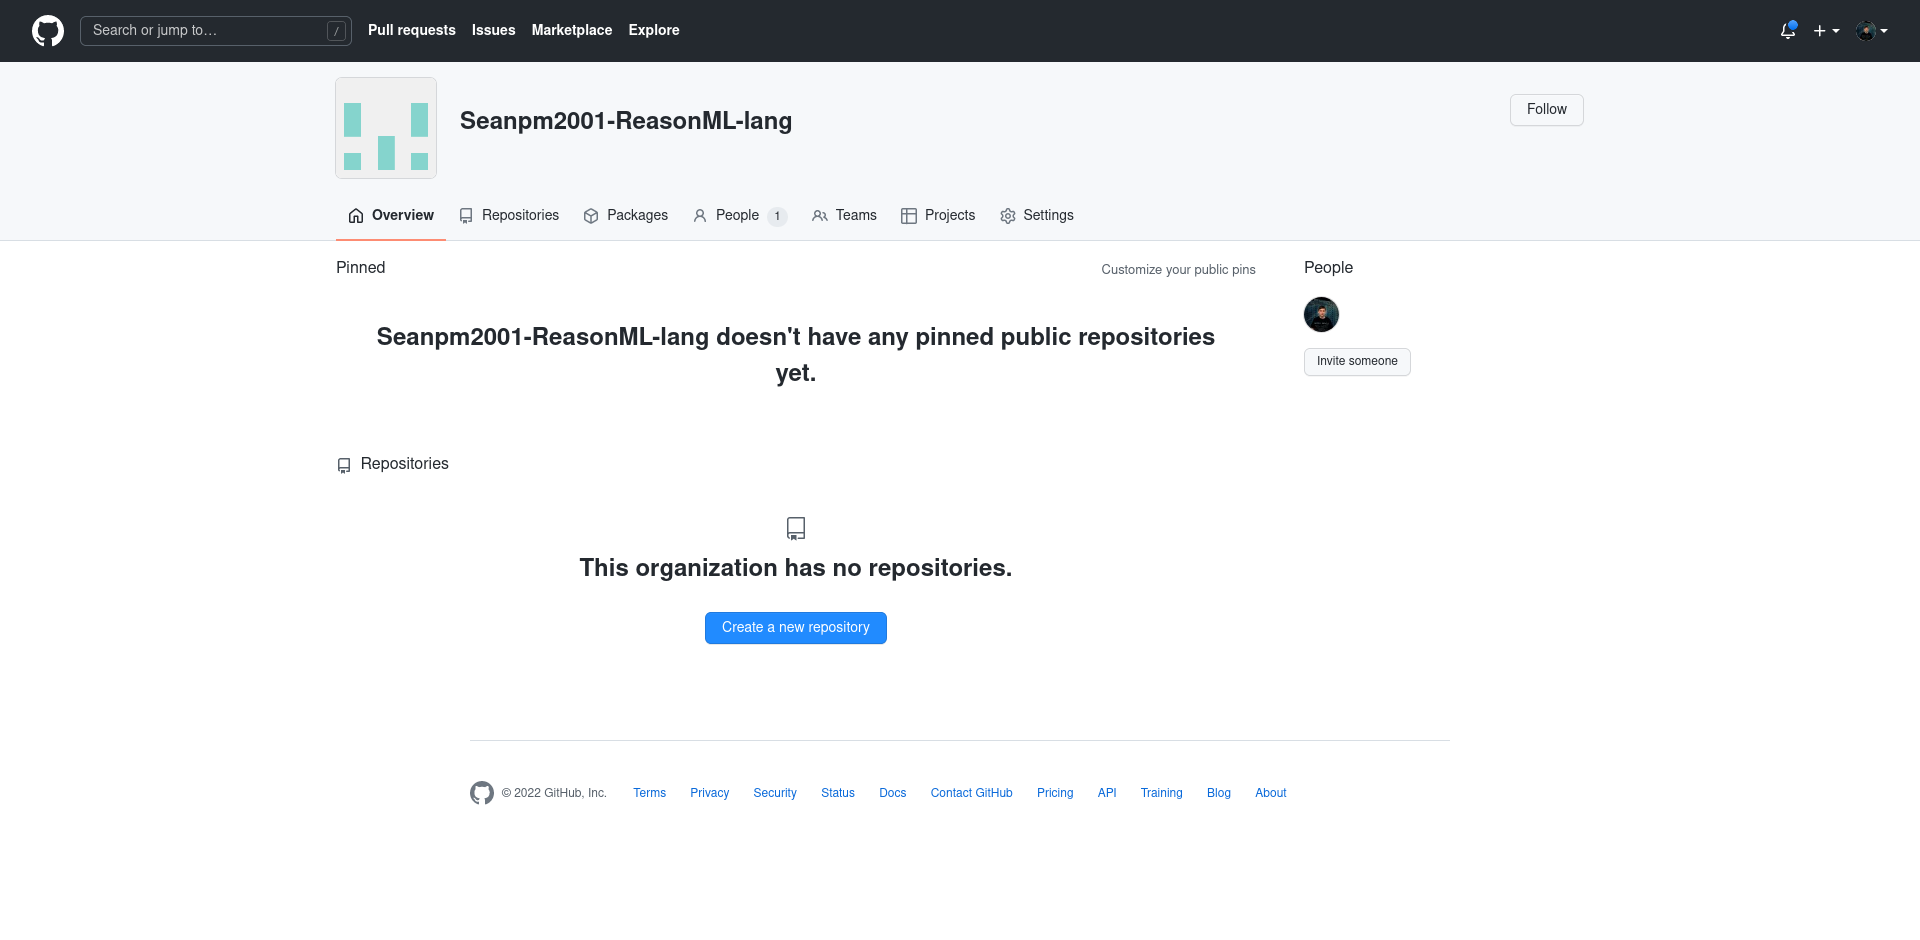 Search or jump to… /
Pull requests Issues Marketplace Explore
Seanpm2001-ReasonML-lang
Follow
Overview Repositories Packages People 1 Teams Projects Settings
Pinned
Customize your public pins
People
Invite someone
Seanpm2001-ReasonML-lang doesn't have any pinned public repositories
yet.
Repositories
This organization has no repositories.
Create a new repository
© 2022 GitHub, Inc. Terms Privacy Security Status Docs Contact GitHub Pricing API Training Blog About